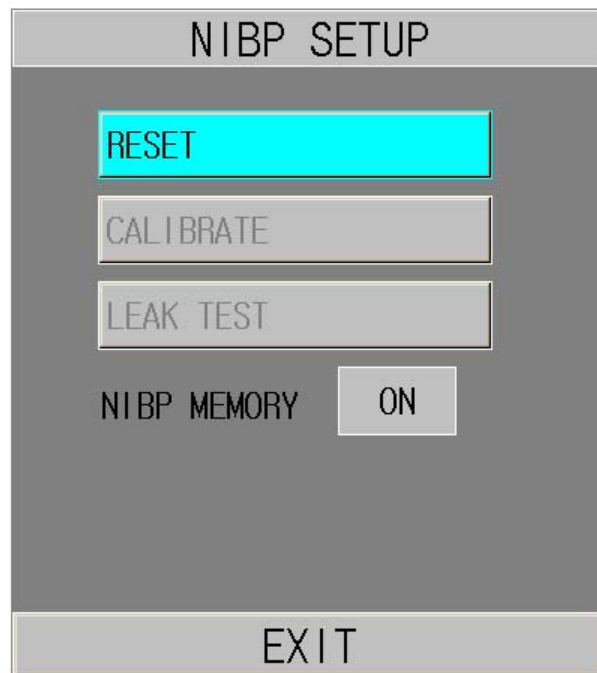 NIBP SETUP
RESET
CALIBRATE
LEAK TEST
NIBP MEMORY ON
EXIT